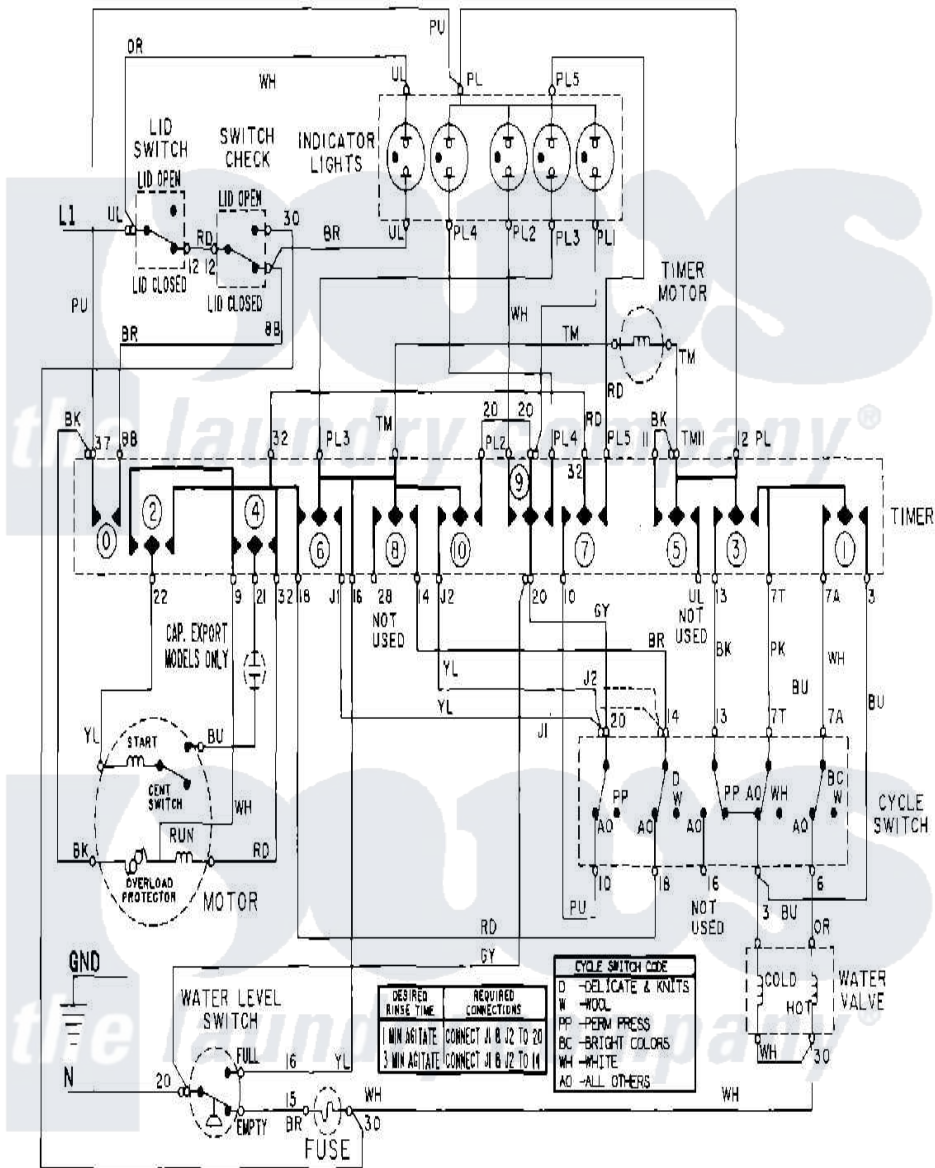 PU
OR
WH
UL
PL
PL5
LID
SWITCH
SWITCH
CHECK
INDICATOR
LIGHTS
LID OPEN
LID OPEN
L1
UL
30
RD
12 12
BR
UL
PL4
PL2
PL3
PL1
LID CLOSED
LID CLOSED
TIMER
MOTOR
PU
BR
8B
WH
TM
TM
RD
the laundry company®
BK
37
8B
32
PL3
TM
20
20
PL2
PL4
RD
32
PL5
11
BK
TM11
12 PL
TIMER
0
2
4
6
8
10
9
7
5
3
1
22
9
21
32
18
J1
16
28
14
J2
20
10
UL
13
7T
7A
3
NOT
USED
NOT
USED
CAP. EXPORT
MODELS ONLY
GY
BR
BK
PK
WH
BU
BU
YL
YL
J2
J1
20
14
13
7T
7A
YL
START
BU
CENT
SWITCH
WH
RUN
BK
RD
OVERLOAD
PROTECTOR
MOTOR
PP
D
W
PP AO
WH
BC
W
AO
AO
AO
AO
CYCLE
SWITCH
10
18
16
6
PU
NOT
USED
3
BU
OR
RD
GY
GND
WATER LEVEL
SWITCH
FULL
16
YL
N
20
15
BR
EMPTY
FUSE
30
WH
WH
DESIRED
RINSE TIME
REQUIRED
CONNECTIONS
1 MIN AGITATE CONNECT J1 & J2 TO 20
3 MIN AGITATE CONNECT J1 & J2 TO 14
CYCLE SWITCH CODE
D -DELICATE & KNITS
W -WOOL
PP -PERM PRESS
BC -BRIGHT COLORS
WH -WHITE
AO -ALL OTHERS
COLD
HOT
WATER
VALVE
WH
30
the laundry company